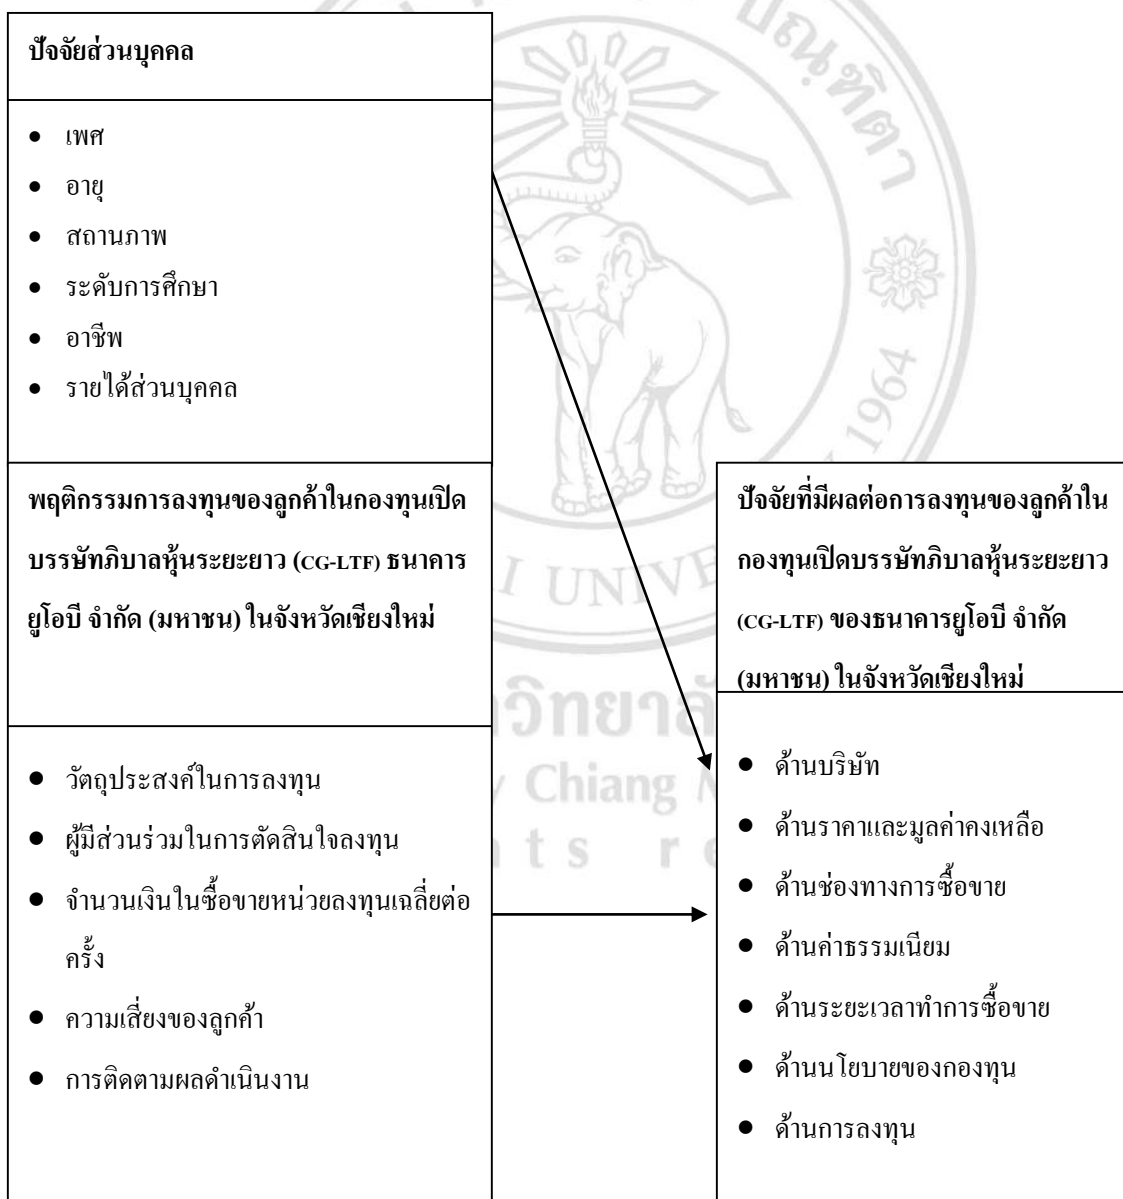 ปัจจัยส่วนบุคคล
• เพศ
• อายุ
• สถานภาพ
• ระดับการศึกษา
• อาชีพ
• รายได้ส่วนบุคคล
พฤติกรรมการลงทุนของลูกค้าในกองทุนเปิด
บรรษัทภิบาลหุ้นระยะยาว (CG-LTF) ธนาคาร
ยูโอบี จำกัด (มหาชน) ในจังหวัดเชียงใหม่
• วัตถุประสงค์ในการลงทุน
• ผู้มีส่วนร่วมในการตัดสินใจลงทุน
• จำนวนเงินในซื้อขายหน่วยลงทุนเฉลี่ยต่อ
ครั้ง
• ความเสี่ยงของลูกค้า
• การติดตามผลดำเนินงาน
ปัจจัยที่มีผลต่อการลงทุนของลูกค้าใน
กองทุนเปิดบรรษัทภิบาลหุ้นระยะยาว
(CG-LTF) ของธนาคารยูโอบี จำกัด
(มหาชน) ในจังหวัดเชียงใหม่
• ด้านบริษัท
• ด้านราคาและมูลค่าคงเหลือ
• ด้านช่องทางการซื้อขาย
• ด้านค่าธรรมเนียม
• ด้านระยะเวลาทำการซื้อขาย
• ด้านนโยบายของกองทุน
• ด้านการลงทุน
1964
Chiang